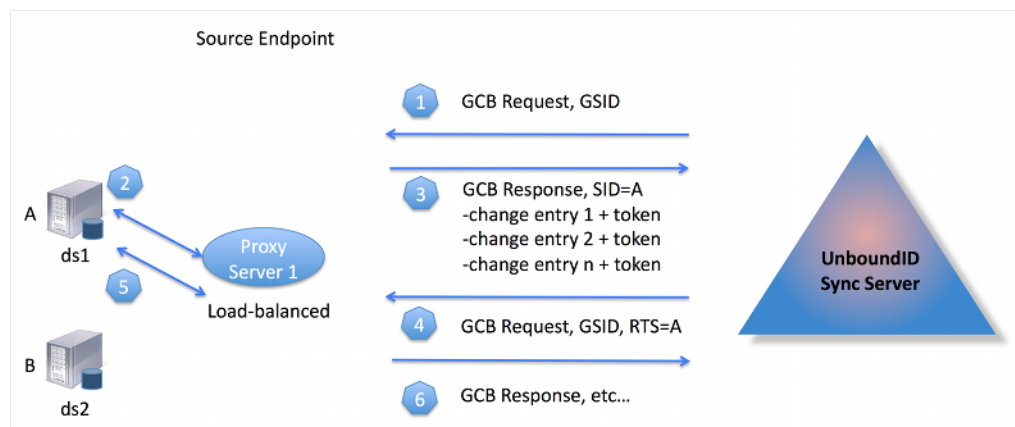 Source Endpoint
1
GCB Request, GSID
2
3
GCB Response, SID=A
-change entry 1 + token
-change entry 2 + token
-change entry n + token
A
ds1
Proxy
Server 1
UnboundID
Sync Server
5
Load-balanced
4
GCB Request, GSID, RTS=A
B
ds2
6
GCB Response, etc...